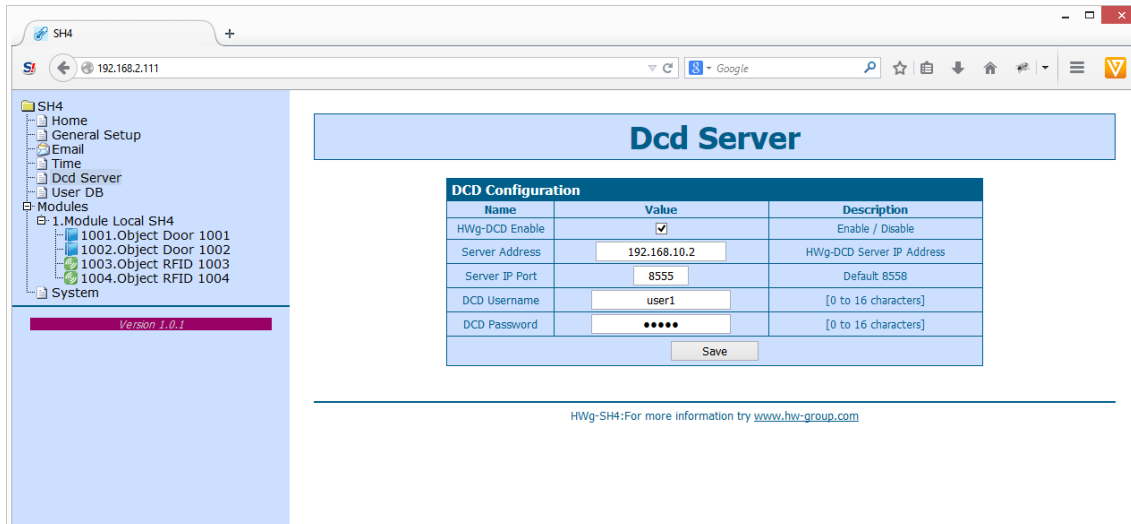 SH4
192.168.2.111
Google
SH4
Home
General Setup
Email
Time
Dcd Server
User DB
Modules
1.Module Local SH4
1001.Object Door 1001
1002.Object Door 1002
1003.Object RFID 1003
1004.Object RFID 1004
System
Version 1.0.1
Dcd Server
DCD Configuration
Name Value Description
HWg-DCD Enable Enable / Disable
Server Address 192.168.10.2 HWg-DCD Server IP Address
Server IP Port 8555 Default 8558
DCD Username user1 [0 to 16 characters]
DCD Password ••••• [0 to 16 characters]
Save
HWg-SH4:For more information try www.hw-group.com